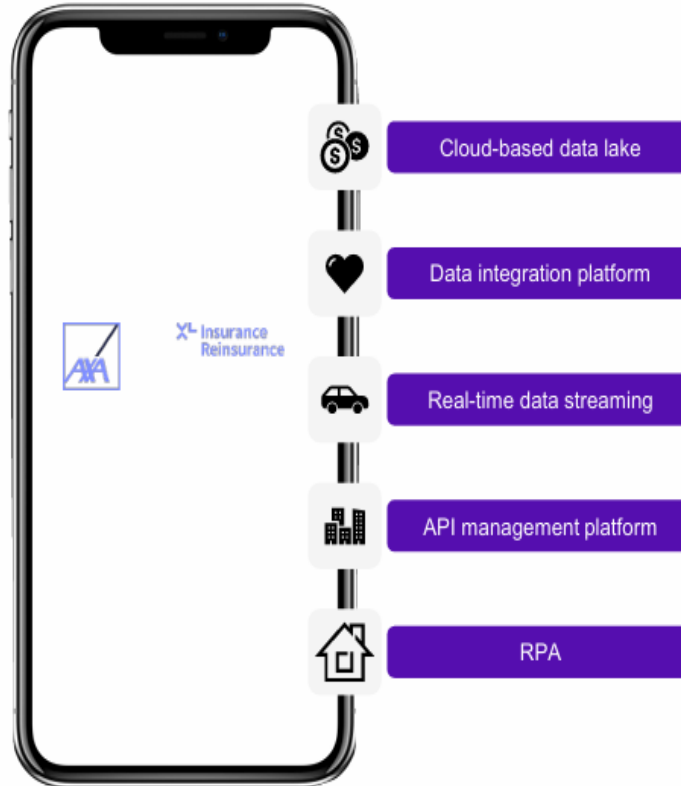 Cloud-based data lake
Data integration platform
AXA
XL Insurance
Reinsurance
Real-time data streaming
API management platform
RPA